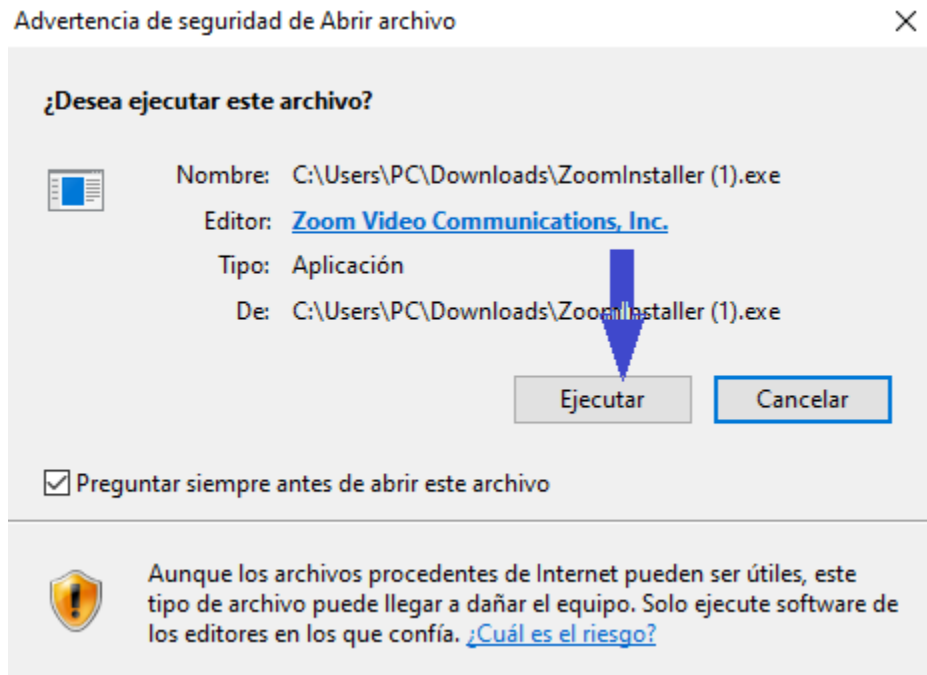 Advertencia de seguridad de Abrir archivo
¿Desea ejecutar este archivo?
Nombre: C:\Users\PC\Downloads\ZoomInstaller (1).exe
Editor: Zoom Video Communications, Inc.
Tipo: Aplicación
De: C:\Users\PC\Downloads\ZoomInstaller (1).exe
Ejecutar Cancelar
Preguntar siempre antes de abrir este archivo
Aunque los archivos procedentes de Internet pueden ser útiles, este
tipo de archivo puede llegar a dañar el equipo. Solo ejecute software de
los editores en los que confía. ¿Cuál es el riesgo?